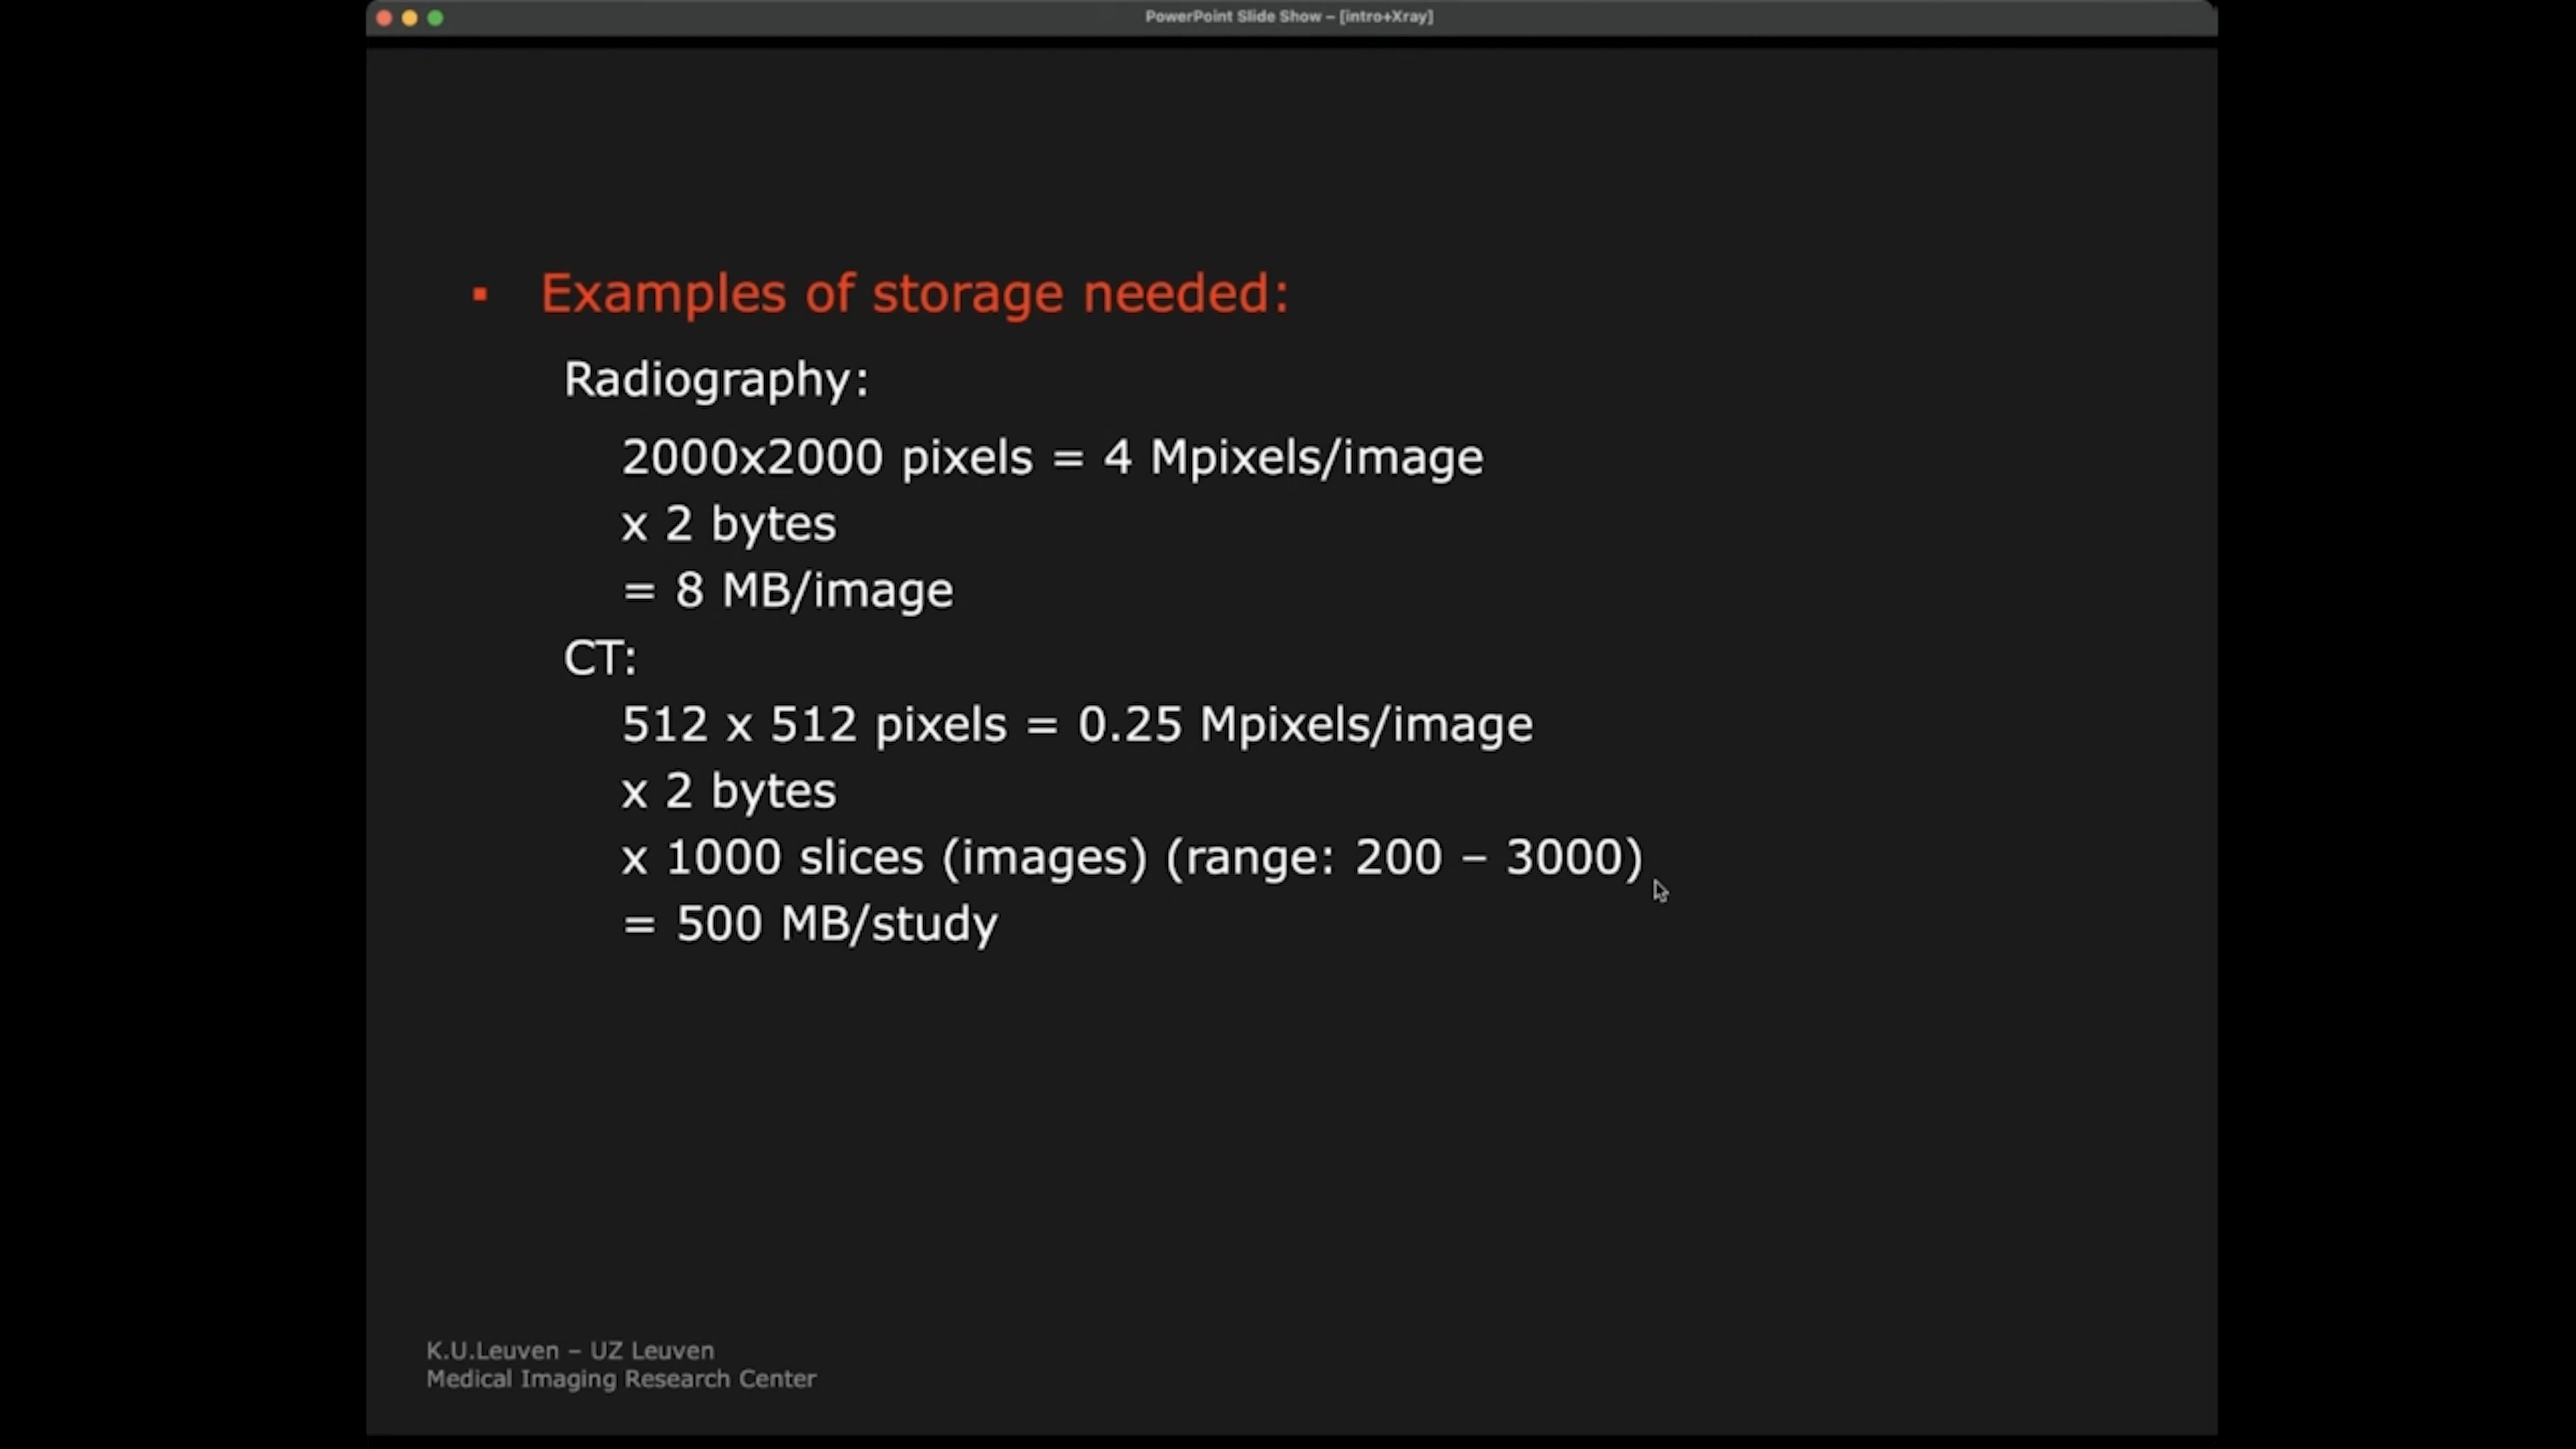 PowerPoint Slide Show – [intro+Xray]
▪ Examples of storage needed:
Radiography:
2000x2000 pixels = 4 Mpixels/image
x 2 bytes
= 8 MB/image
CT:
512 x 512 pixels = 0.25 Mpixels/image
x 2 bytes
x 1000 slices (images) (range: 200 – 3000)
= 500 MB/study
K.U.Leuven – UZ Leuven
Medical Imaging Research Center